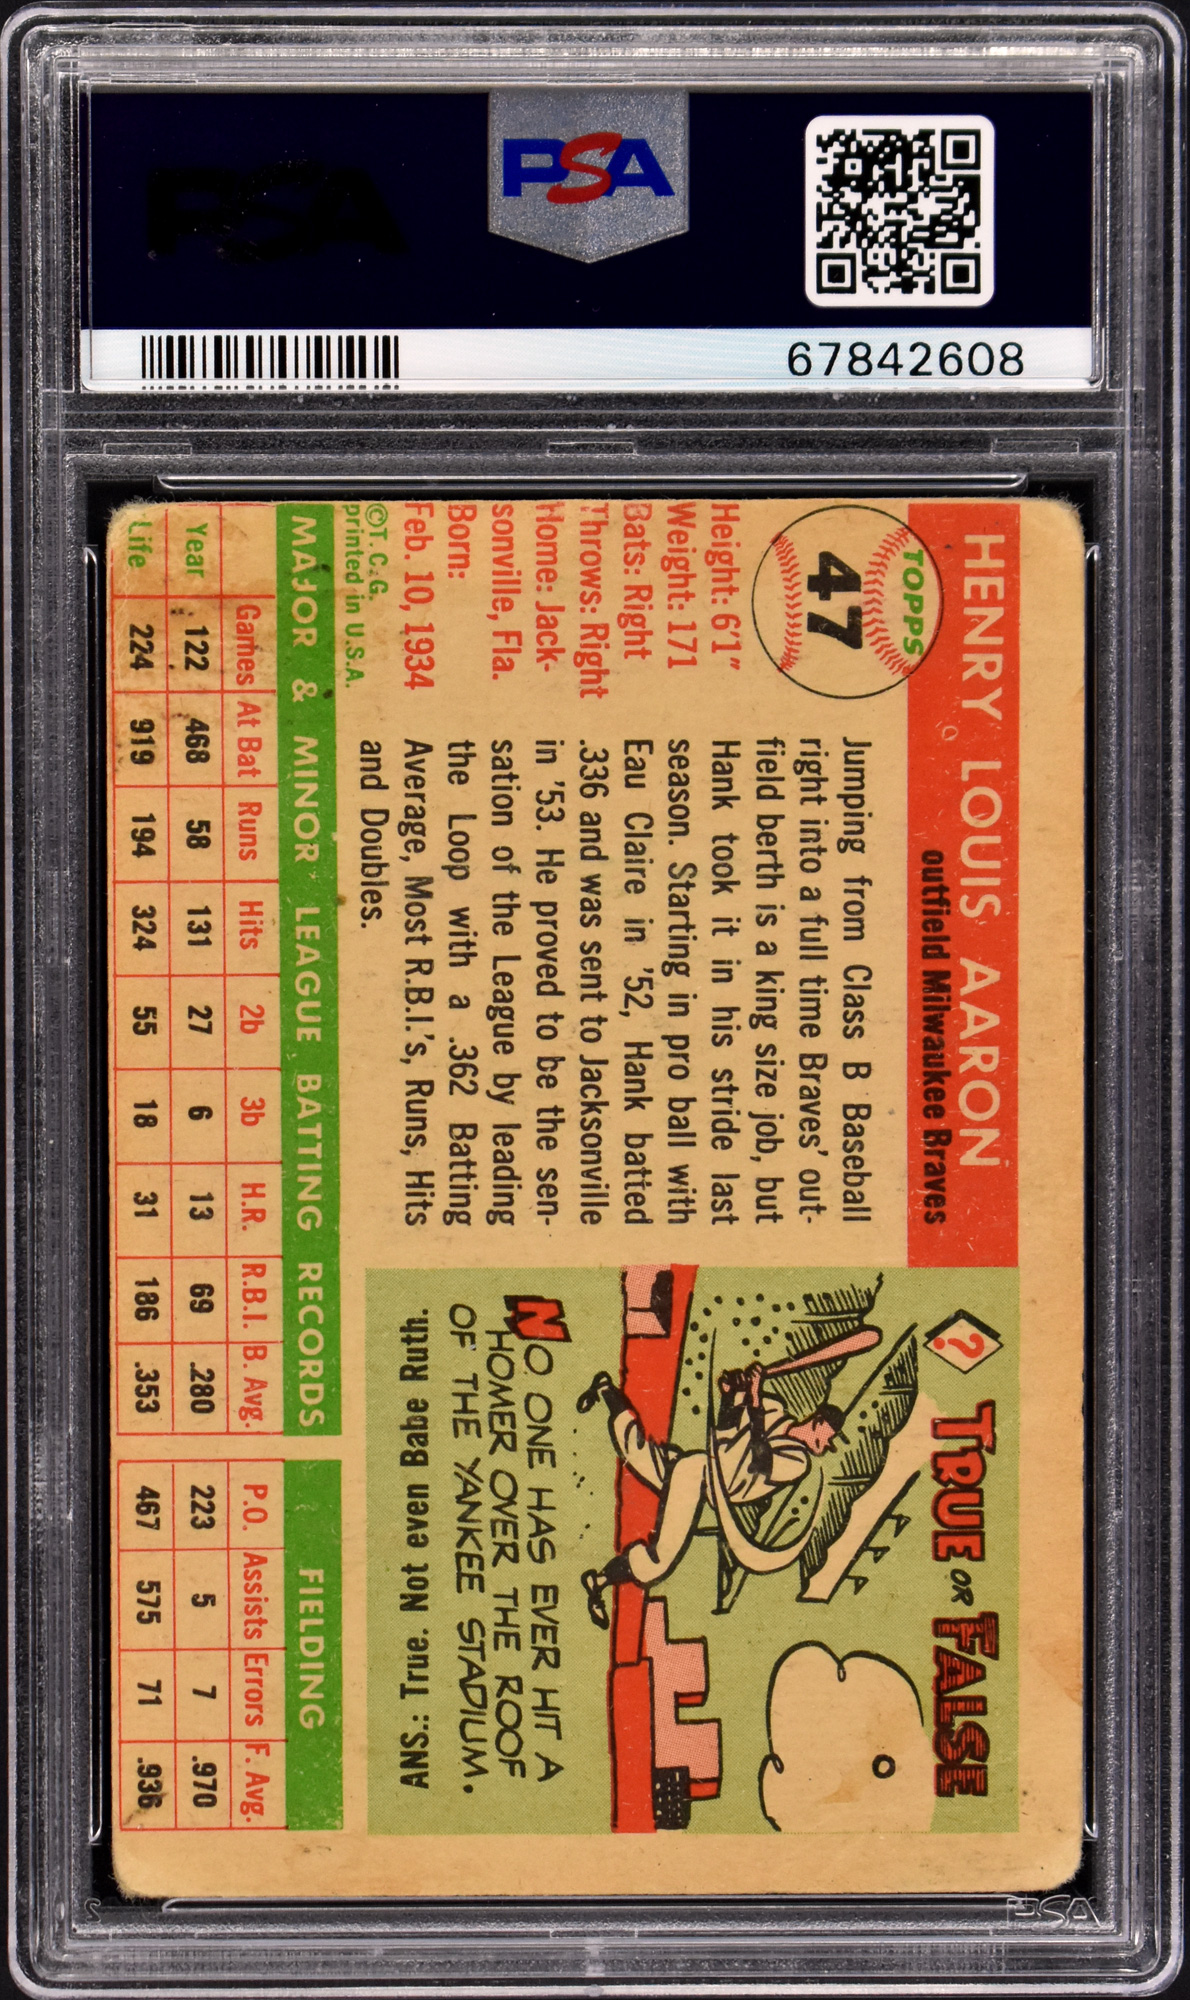 PSA
PSA
67842608
HENRY LOUIS AARON
outfield Milwaukee Braves
TOPPS
47
Height: 6'1"
Weight: 171
Bats: Right
Throws: Right
Home: Jack-
sonville, Fla.
Born:
Feb. 10, 1934
©T. C. G.
printed in U.S.A.
Jumping from Class B Baseball
right into a full time Braves' out-
field berth is a king size job, but
Hank took it in his stride last
season. Starting in pro ball with
Eau Claire in '52, Hank batted
.336 and was sent to Jacksonville
in '53. He proved to be the sen-
sation of the League by leading
the Loop with a .362 Batting
Average, Most R.B.I.'s, Runs, Hits
and Doubles.
? TRUE OR FALSE
NO ONE HAS EVER HIT A
HOMER OVER THE ROOF
OF THE YANKEE STADIUM.
ANS.: True. Not even Babe Ruth.
MAJOR & MINOR LEAGUE BATTING RECORDS FIELDING
Games At Bat Runs Hits 2b 3b H.R. R.B.I. B. Avg. P.O. Assists Errors F. Avg.
Year 122 468 58 131 27 6 13 69 .280 223 5 7 .970
Life 224 919 194 324 55 18 31 186 .353 467 575 71 .936
S PSA